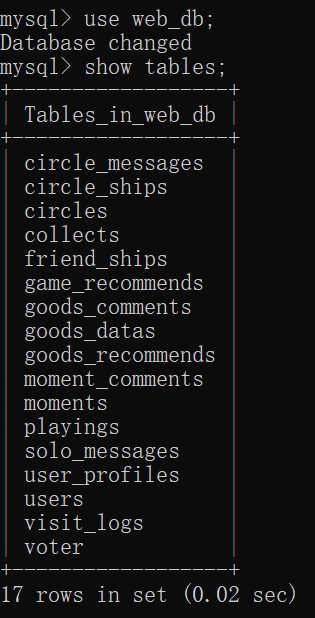 mysql> use web_db;
Database changed
mysql> show tables;
+------------------+
| Tables_in_web_db |
+------------------+
| circle_messages  |
| circle_ships     |
| circles          |
| collects         |
| friend_ships     |
| game_recommends  |
| goods_comments   |
| goods_datas      |
| goods_recommends |
| moment_comments  |
| moments          |
| playings         |
| solo_messages    |
| user_profiles    |
| users            |
| visit_logs       |
| voter            |
+------------------+
17 rows in set (0.02 sec)